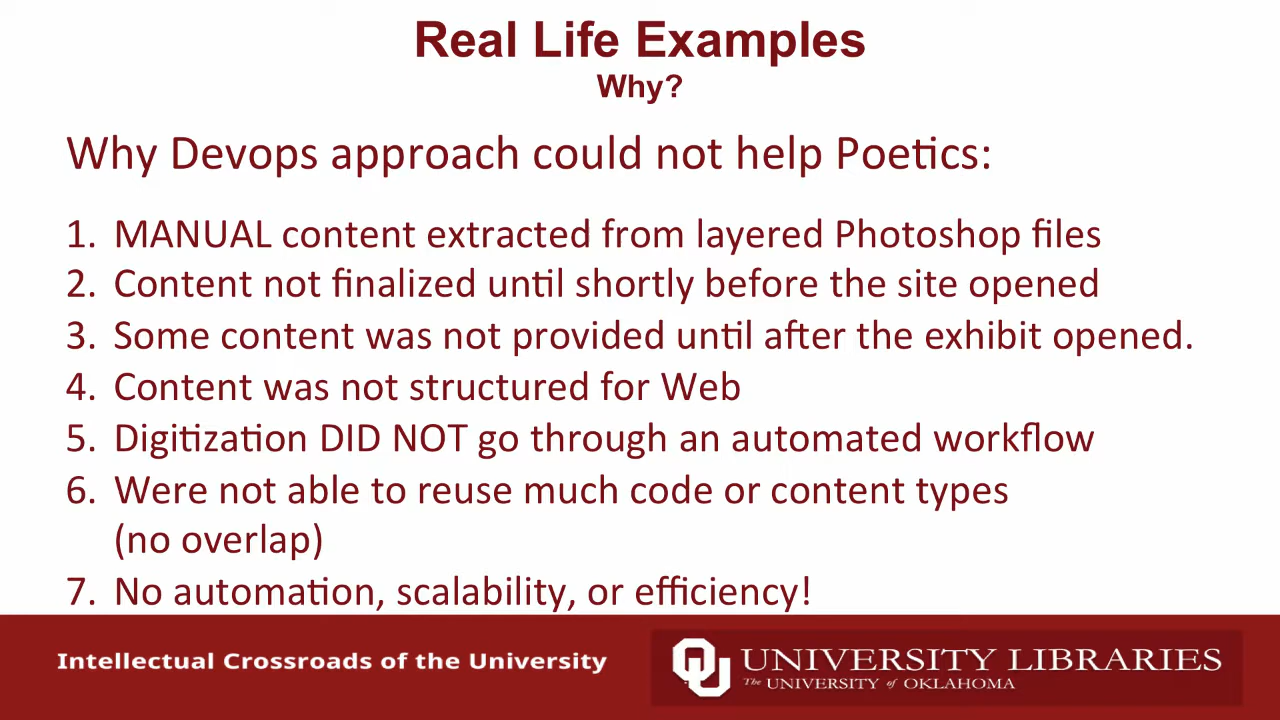 Real Life Examples
Why?
Why Devops approach could not help Poetics:
1. MANUAL content extracted from layered Photoshop files
2. Content not finalized until shortly before the site opened
3. Some content was not provided until after the exhibit opened.
4. Content was not structured for Web
5. Digitization DID NOT go through an automated workflow
6. Were not able to reuse much code or content types
(no overlap)
7. No automation, scalability, or efficiency!
Intellectual Crossroads of the University
OU UNIVERSITY LIBRARIES
The UNIVERSITY of OKLAHOMA